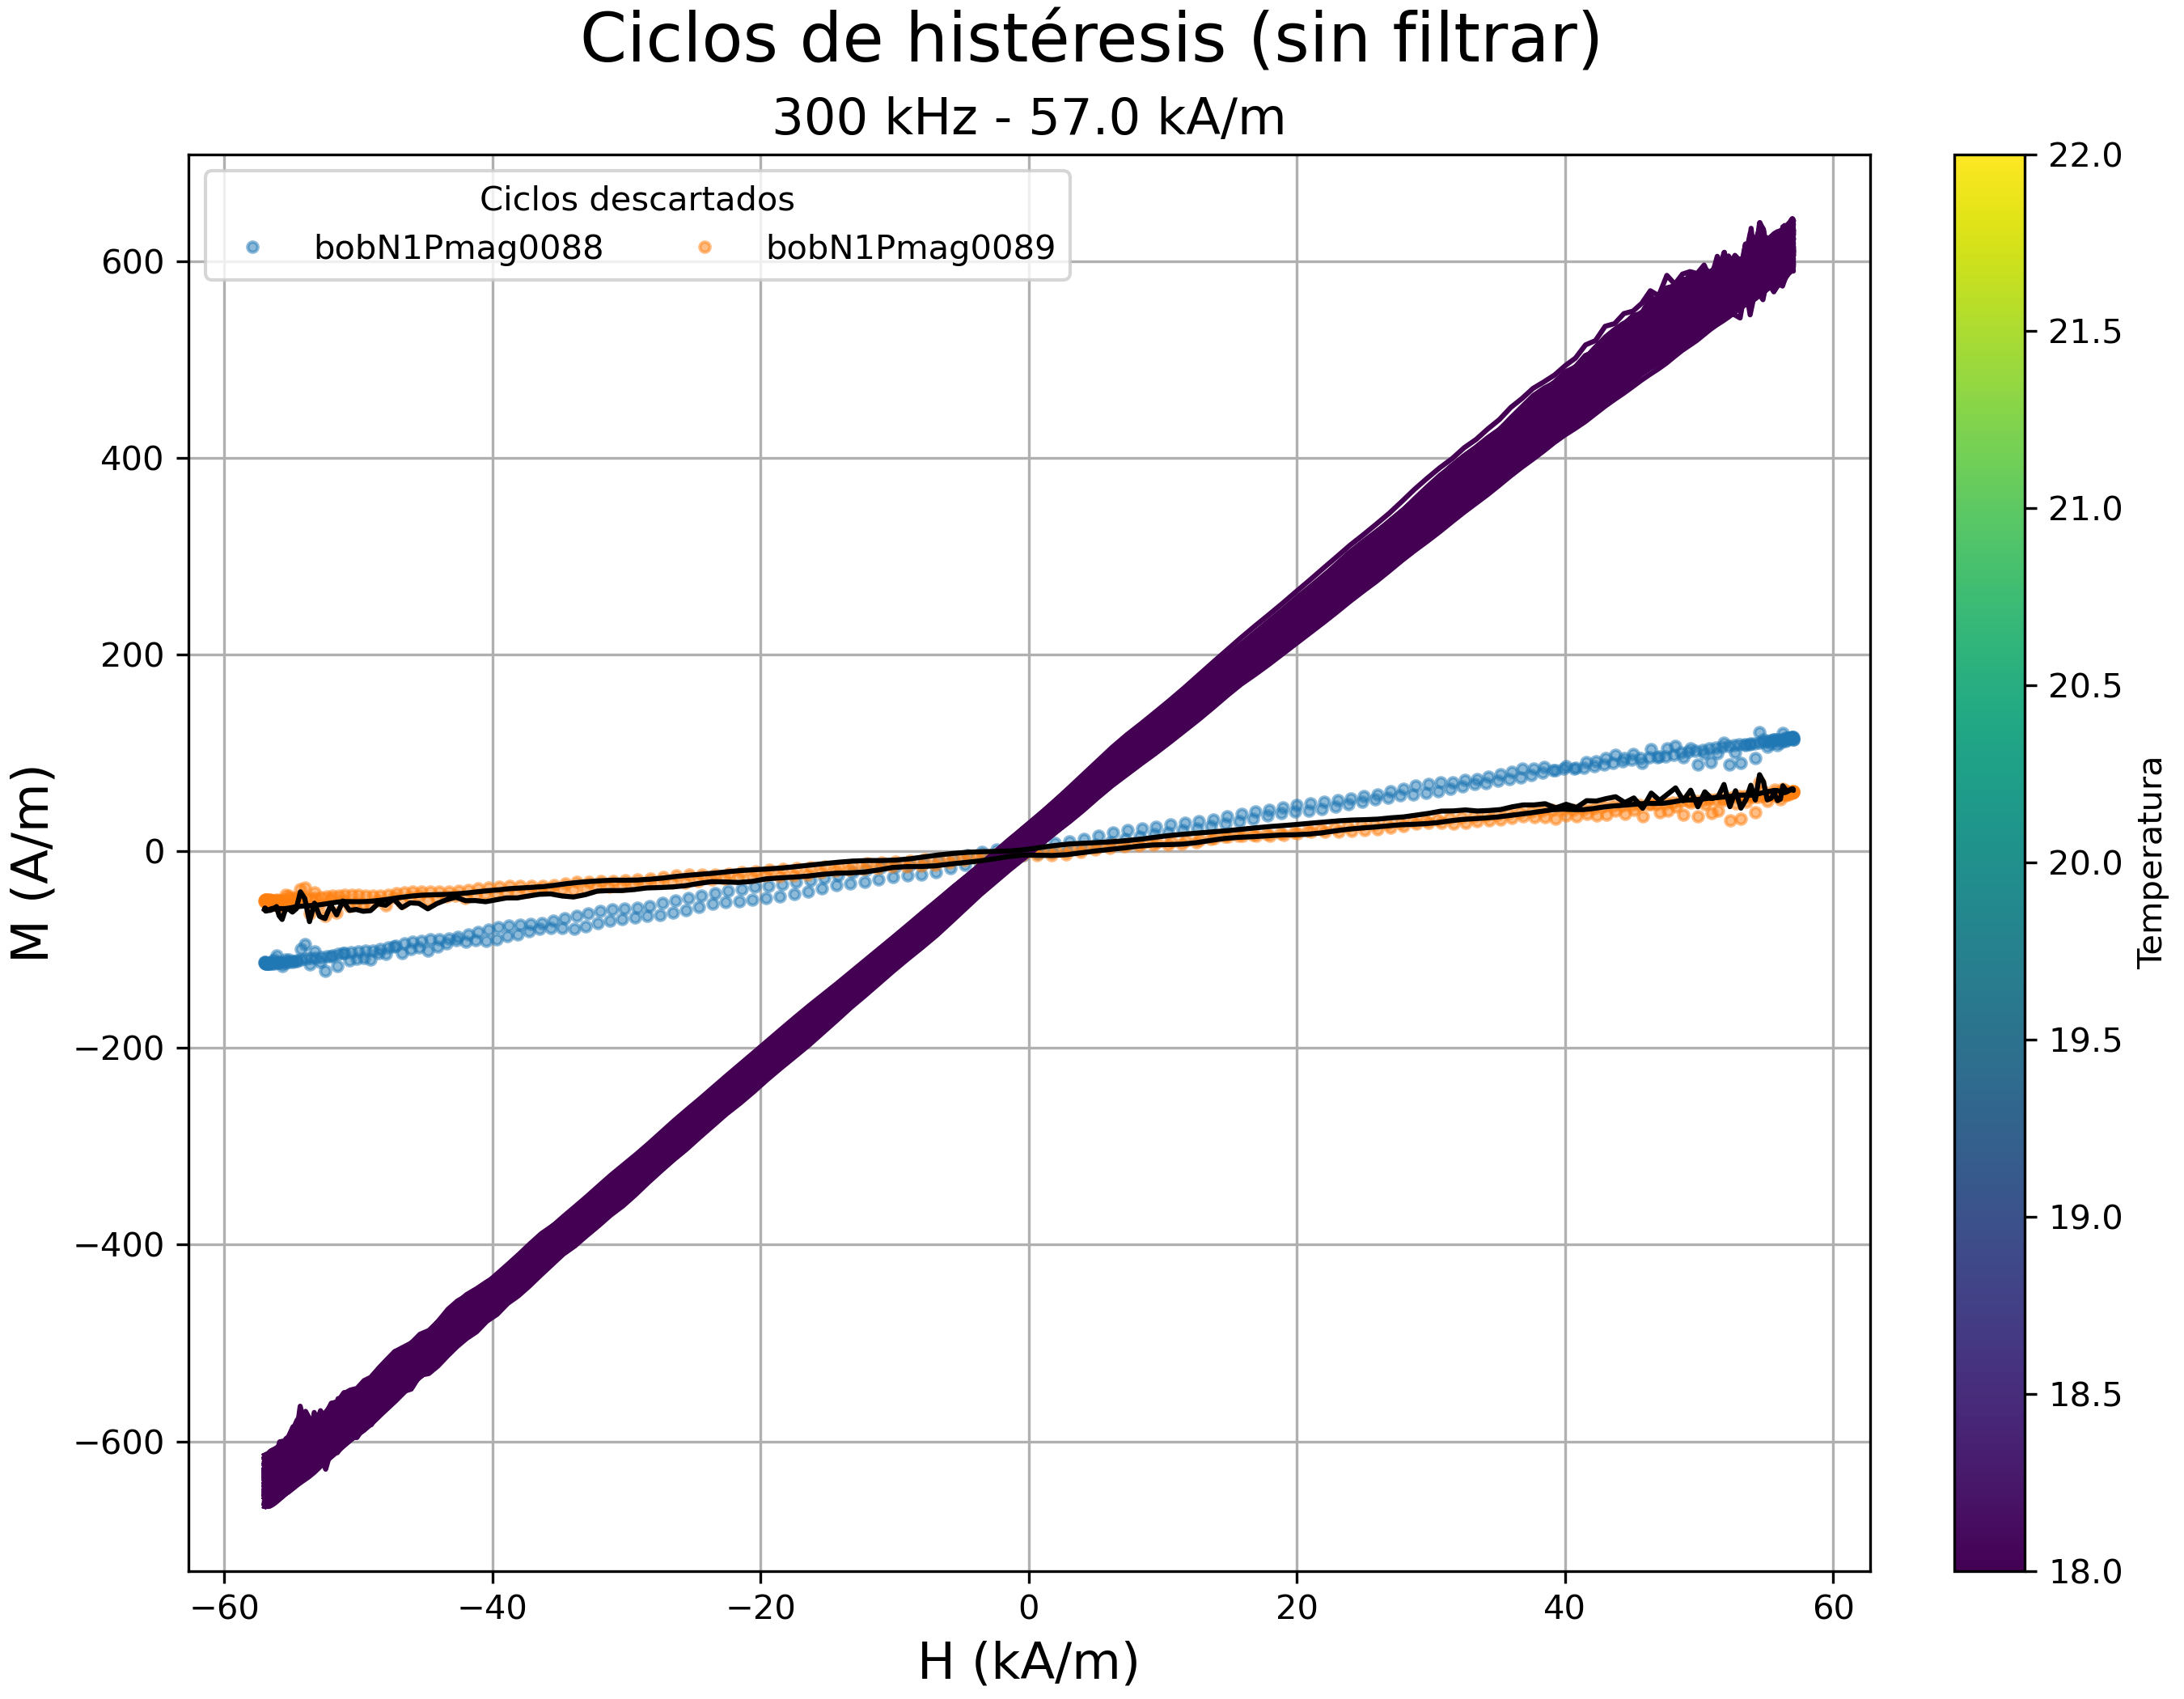 Ciclos de histéresis (sin filtrar)
300 kHz - 57.0 kA/m
Ciclos descartados
bobN1Pmag0088 bobN1Pmag0089
M (A/m)
600
400
200
0
−200
−400
−600
−60 −40 −20 0 20 40 60
H (kA/m)
22.0
21.5
21.0
20.5
20.0
19.5
19.0
18.5
18.0
Temperatura